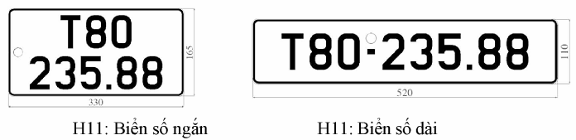 T80
235.88
165
330
H11: Biển số ngắn
T80-235.88
110
520
H11: Biển số dài